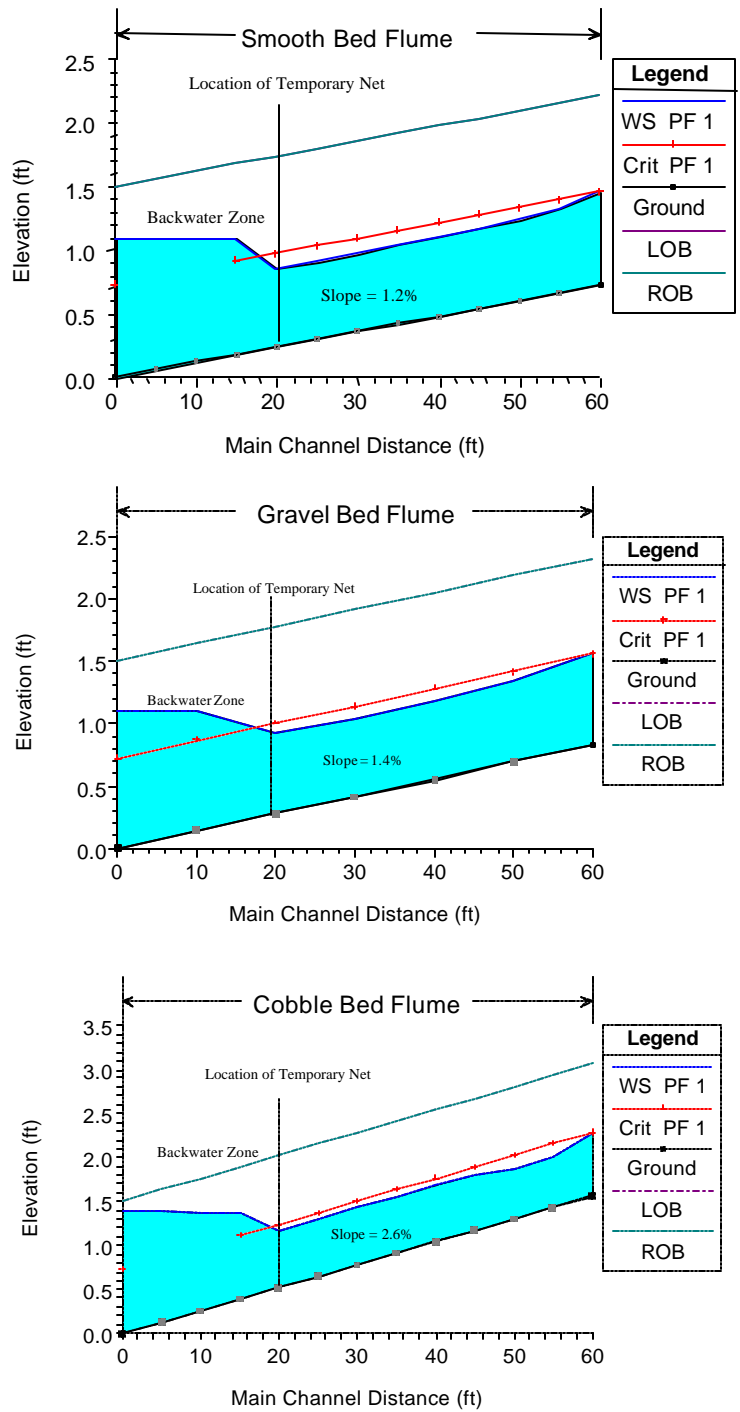 Smooth Bed Flume
2.5
2.0
1.5
1.0
0.5
0.0
Elevation (ft)
Location of Temporary Net
Backwater Zone
Slope = 1.2%
0 10 20 30 40 50 60
Main Channel Distance (ft)
Legend
WS PF 1
Crit PF 1
Ground
LOB
ROB
Gravel Bed Flume
2.5
2.0
1.5
1.0
0.5
0.0
Elevation (ft)
Location of Temporary Net
Backwater Zone
Slope = 1.4%
0 10 20 30 40 50 60
Main Channel Distance (ft)
Legend
WS PF 1
Crit PF 1
Ground
LOB
ROB
Cobble Bed Flume
3.5
3.0
2.5
2.0
1.5
1.0
0.5
0.0
Elevation (ft)
Location of Temporary Net
Backwater Zone
Slope = 2.6%
0 10 20 30 40 50 60
Main Channel Distance (ft)
Legend
WS PF 1
Crit PF 1
Ground
LOB
ROB